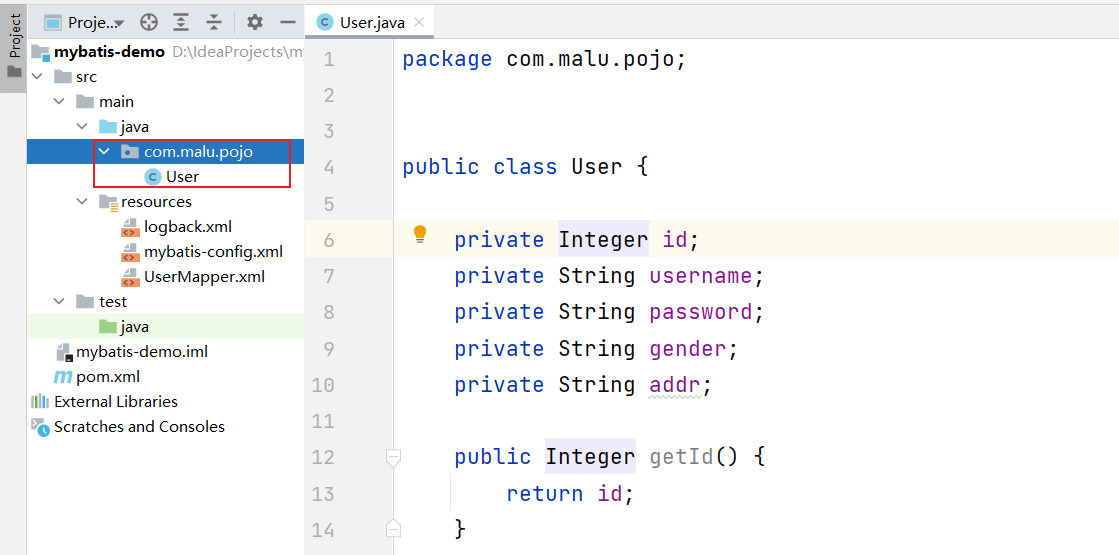 Project
Proje...
mybatis-demo D:\IdeaProjects\my
src
main
java
com.malu.pojo
User
resources
logback.xml
mybatis-config.xml
UserMapper.xml
test
java
mybatis-demo.iml
pom.xml
External Libraries
Scratches and Consoles
User.java
1 package com.malu.pojo;
2
3
4 public class User {
5
6 private Integer id;
7 private String username;
8 private String password;
9 private String gender;
10 private String addr;
11
12 public Integer getId() {
13 return id;
14 }